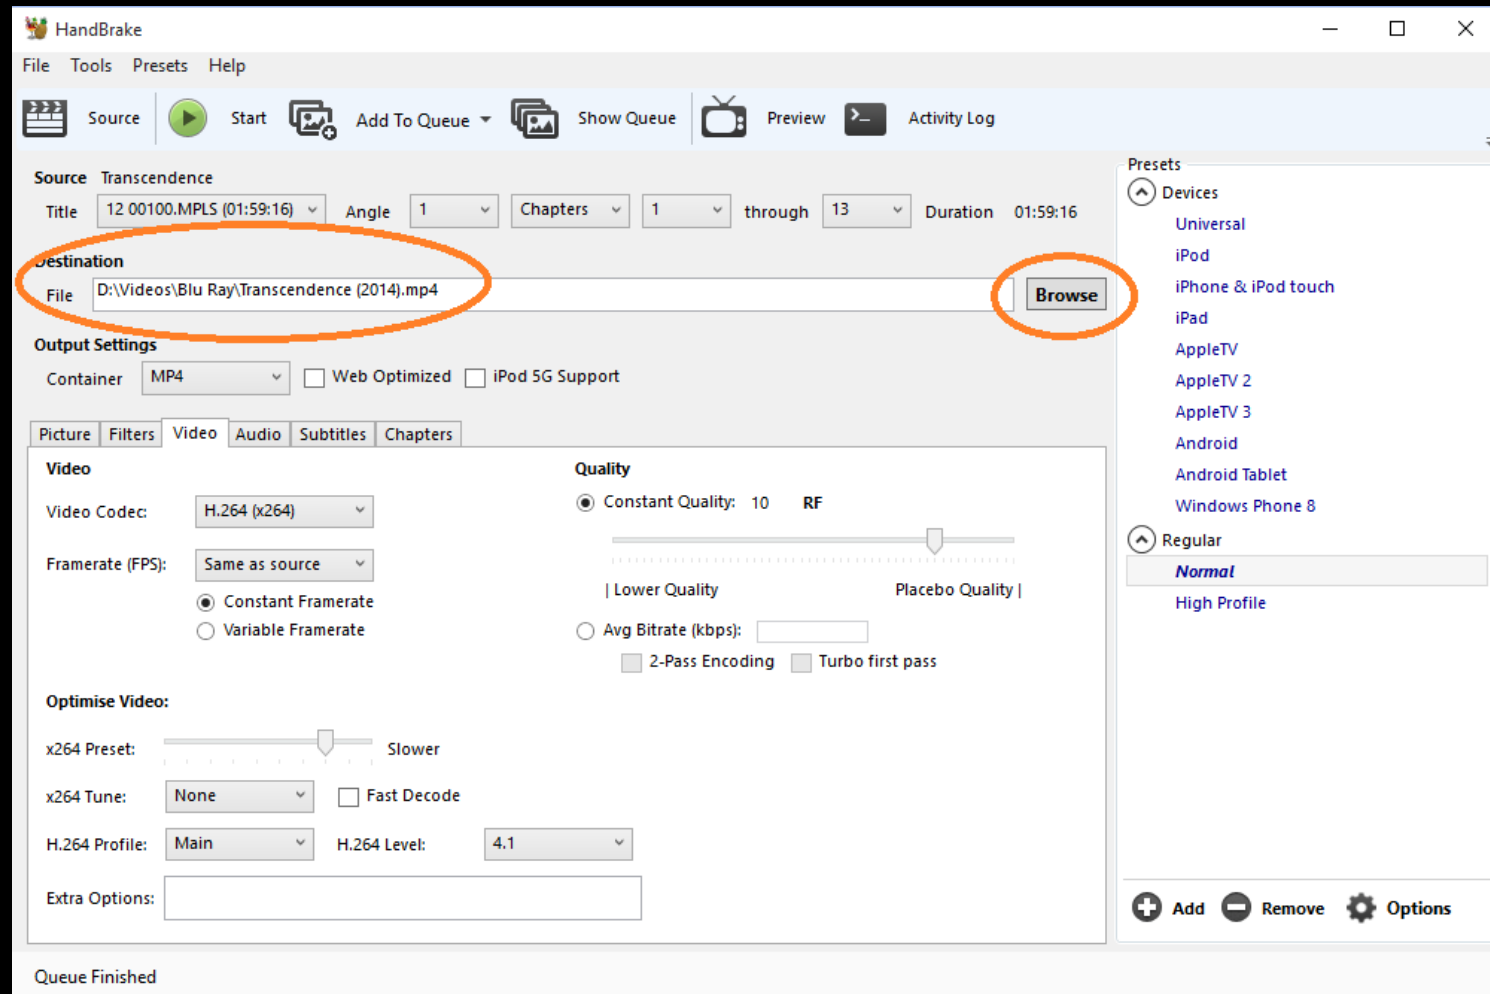 HandBrake
File Tools Presets Help
Source Start Add To Queue Show Queue Preview Activity Log
Source Transcendence
Title 12 00100.MPLS (01:59:16) Angle 1 Chapters 1 through 13 Duration 01:59:16
Destination
File D:\Videos\Blu Ray\Transcendence (2014).mp4 Browse
Output Settings
Container MP4 Web Optimized iPod 5G Support
Picture Filters Video Audio Subtitles Chapters
Video
Video Codec: H.264 (x264)
Framerate (FPS): Same as source
Constant Framerate
Variable Framerate
Quality
Constant Quality: 10 RF
| Lower Quality Placebo Quality |
Avg Bitrate (kbps):
2-Pass Encoding Turbo first pass
Optimise Video:
x264 Preset: Slower
x264 Tune: None Fast Decode
H.264 Profile: Main H.264 Level: 4.1
Extra Options:
Presets
Devices
Universal
iPod
iPhone & iPod touch
iPad
AppleTV
AppleTV 2
AppleTV 3
Android
Android Tablet
Windows Phone 8
Regular
Normal
High Profile
Add Remove Options
Queue Finished